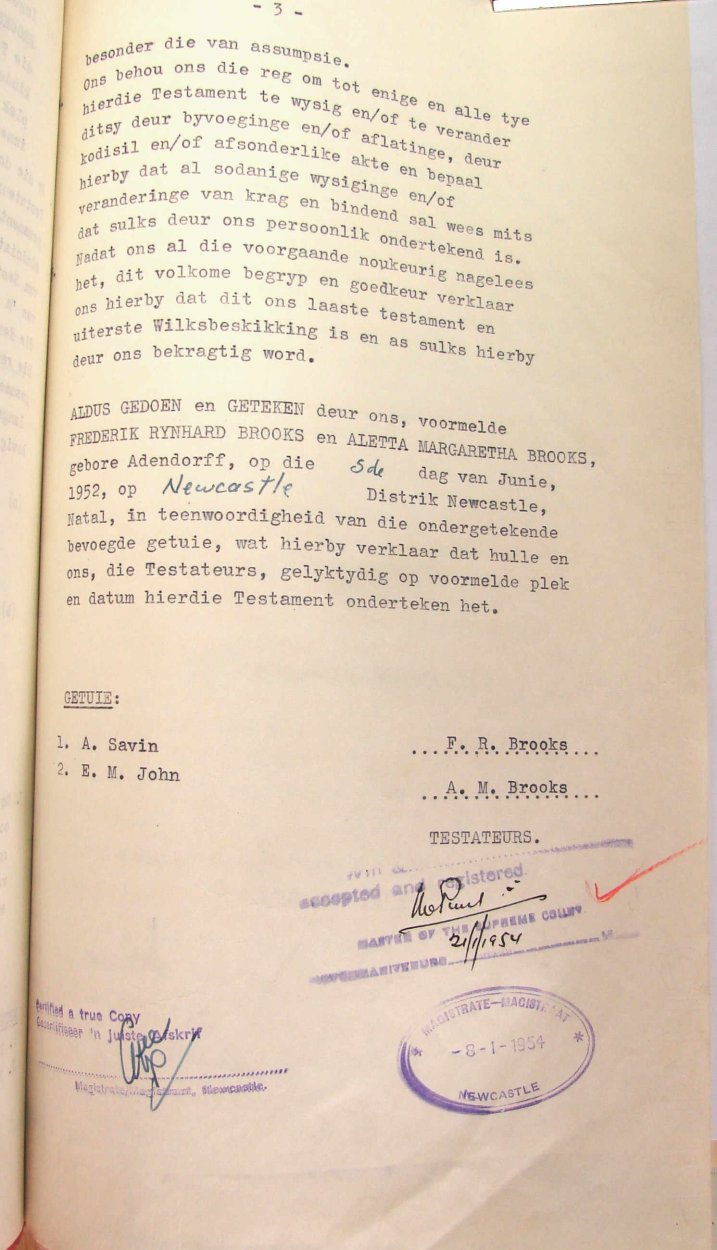 - 3 -
besonder die van assumpsie.
Ons behou ons die reg om tot enige en alle tye
hierdie Testament te wysig en/of te verander
ditsy deur byvoeginge en/of aflatinge, deur
kodisil en/of afsonderlike akte en bepaal
hierby dat al sodanige wysiginge en/of
veranderinge van krag en bindend sal wees mits
dat sulks deur ons persoonlik ondertekend is.
Nadat ons al die voorgaande noukeurig nagelees
het, dit volkome begryp en goedkeur verklaar
ons hierby dat dit ons laaste testament en
uiterste Wilksbeskikking is en as sulks hierby
deur ons bekragtig word.
ALDUS GEDOEN en GETEKEN deur ons, voormelde
FREDERIK RYNHARD BROOKS en ALETTA MARGARETHA BROOKS,
gebore Adendorff, op die 5de dag van Junie,
1952, op Newcastle Distrik Newcastle,
Natal, in teenwoordigheid van die ondergetekende
bevoegde getuie, wat hierby verklaar dat hulle en
ons, die Testateurs, gelyktydig op voormelde plek
en datum hierdie Testament onderteken het.
GETUIE:
1. A. Savin
2. E. M. John
F. R. Brooks
A. M. Brooks
TESTATEURS.
Will &
accepted and registered.
MASTER OF THE SUPREME COURT
21/1/1954
Certified a true Copy
Gesertifiseer 'n Juiste Afskrif
Magistrate, Newcastle.
MAGISTRATE—MAGISTRAAT
-8-1-1954
NEWCASTLE